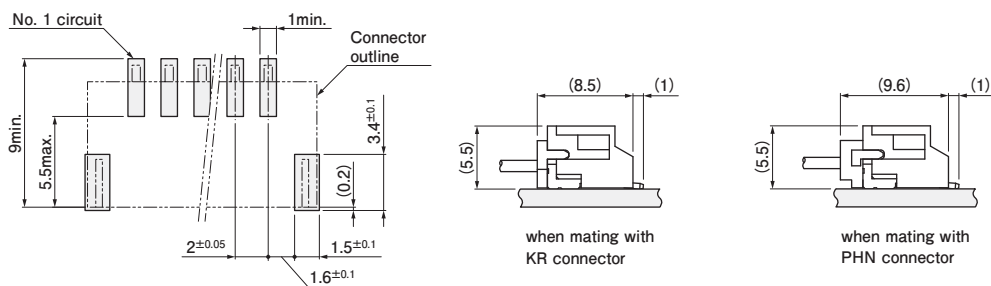 No. 1 circuit
1min.
Connector
outline
9min.
5.5max.
3.4±0.1
(0.2)
2±0.05
1.5±0.1
1.6±0.1
(8.5)
(1)
(5.5)
when mating with
KR connector
(9.6)
(1)
(5.5)
when mating with
PHN connector